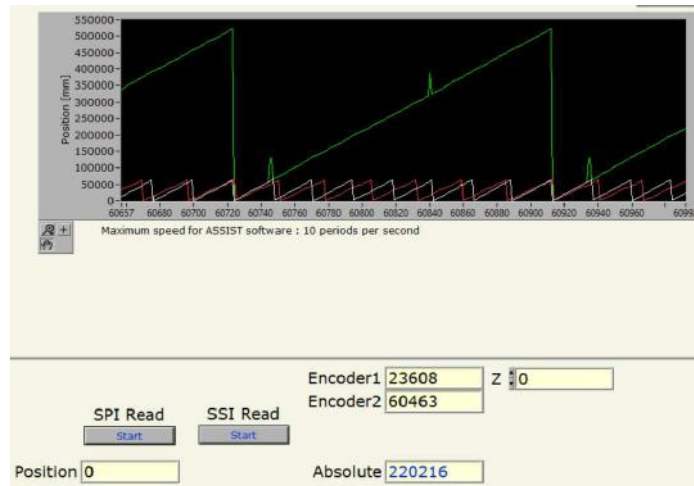 550000-
500000-
450000-
400000-
350000-
300000-
250000-
200000-
150000-
100000-
50000-
0-
Position [mm]
60657 60680 60700 60720 60740 60760 60780 60800 60820 60840 60860 60880 60900 60920 60940 60960
Maximum speed for ASSIST software : 10 periods per second
Encoder1 23608 Z 0
Encoder2 60463
SPI Read SSI Read
Start Start
Position 0 Absolute 220216